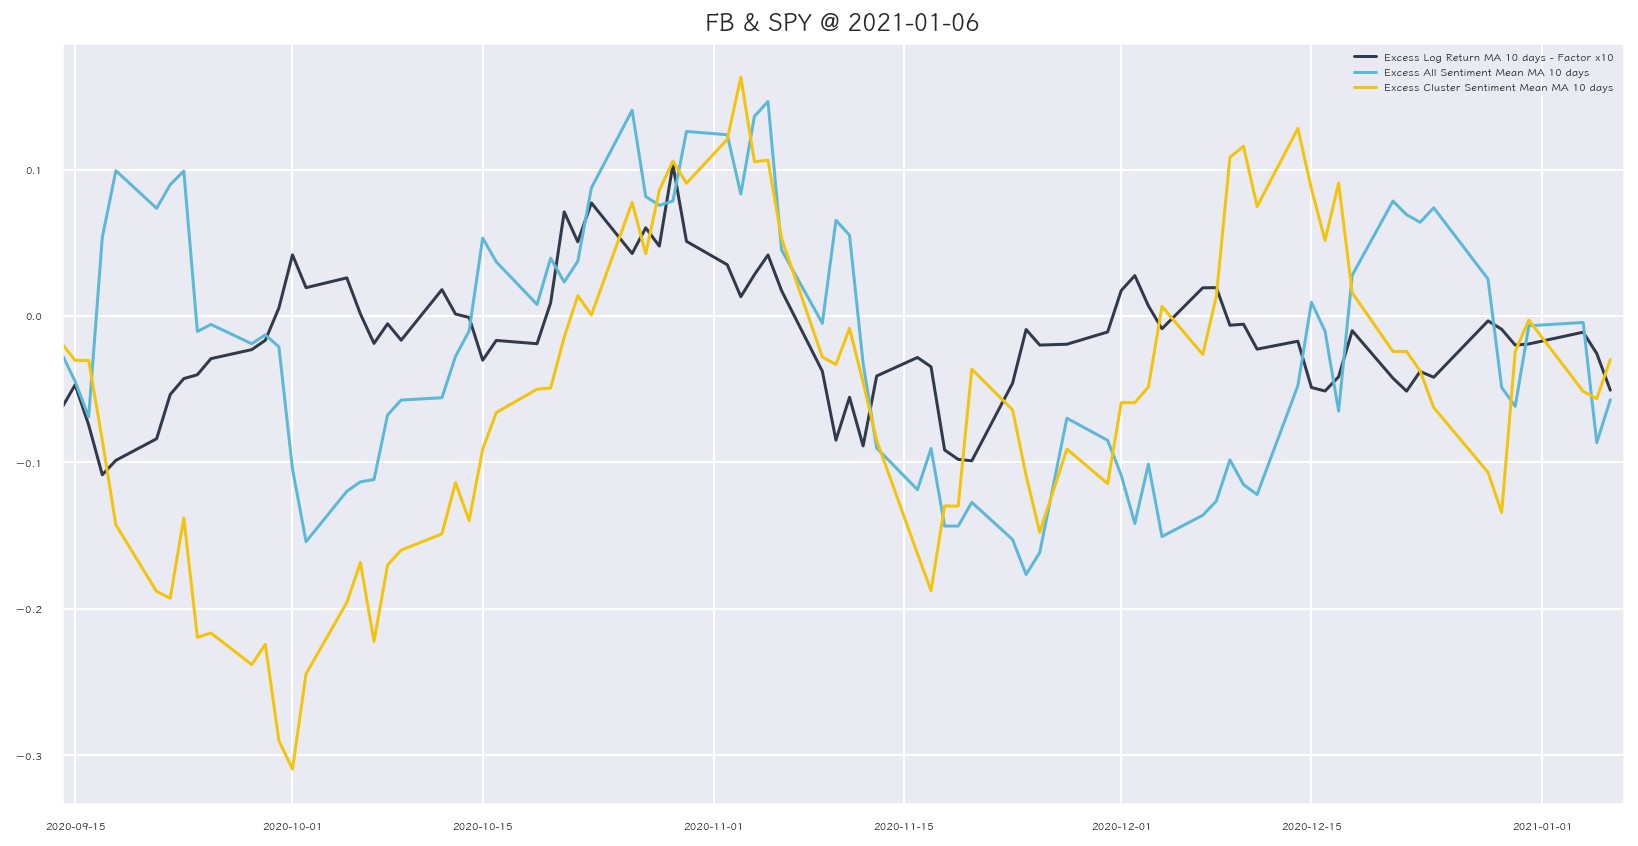 FB & SPY @ 2021-01-06
Excess Log Return MA 10 days - Factor x10
Excess All Sentiment Mean MA 10 days
Excess Cluster Sentiment Mean MA 10 days
0.1
0.0
−0.1
−0.2
−0.3
2020-09-15 2020-10-01 2020-10-15 2020-11-01 2020-11-15 2020-12-01 2020-12-15 2021-01-01